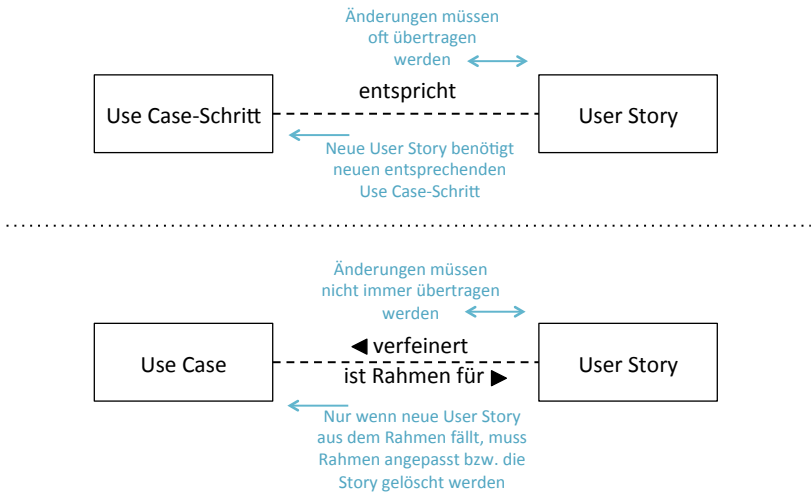 Änderungen müssen
oft übertragen
werden
entspricht
Use Case-Schritt
User Story
Neue User Story benötigt
neuen entsprechenden
Use Case-Schritt
Änderungen müssen
nicht immer übertragen
werden
◀ verfeinert
Use Case
User Story
ist Rahmen für ▶
Nur wenn neue User Story
aus dem Rahmen fällt, muss
Rahmen angepasst bzw. die
Story gelöscht werden